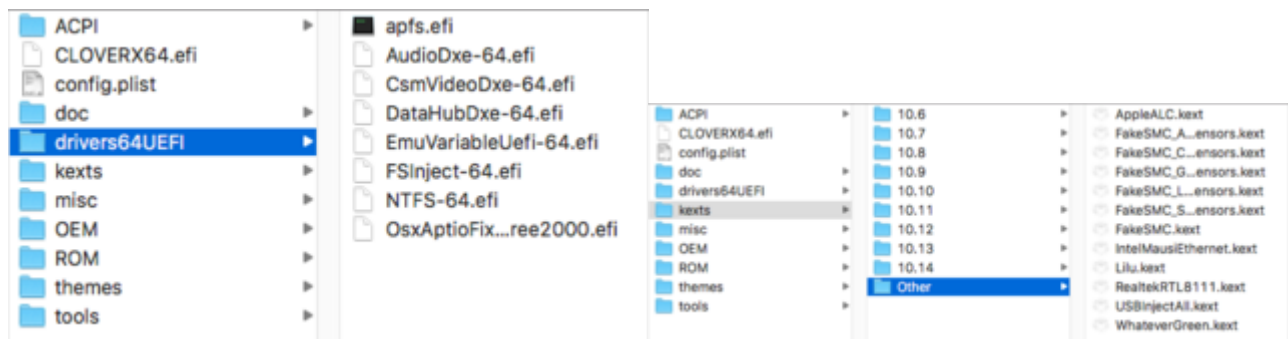 ACPI
CLOVERX64.efi
config.plist
doc
drivers64UEFI
kexts
misc
OEM
ROM
themes
tools
apfs.efi
AudioDxe-64.efi
CsmVideoDxe-64.efi
DataHubDxe-64.efi
EmuVariableUefi-64.efi
FSInject-64.efi
NTFS-64.efi
OsxAptioFix...ree2000.efi
ACPI
CLOVERX64.efi
config.plist
doc
drivers64UEFI
kexts
misc
OEM
ROM
themes
tools
10.6
10.7
10.8
10.9
10.10
10.11
10.12
10.13
10.14
Other
AppleALC.kext
FakeSMC_A...ensors.kext
FakeSMC_C...ensors.kext
FakeSMC_G...ensors.kext
FakeSMC_L...ensors.kext
FakeSMC_S...ensors.kext
FakeSMC.kext
IntelMausiEthernet.kext
Lilu.kext
RealtekRTL8111.kext
USBInjectAll.kext
WhateverGreen.kext